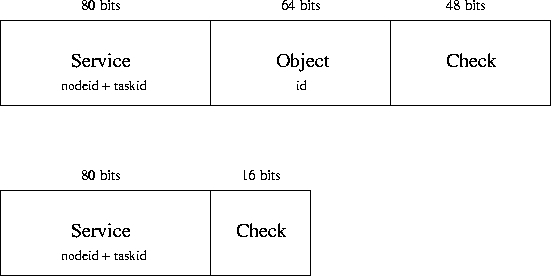 80 bits 64 bits 48 bits
Service Object Check
nodeid + taskid id
80 bits 16 bits
Service Check
nodeid + taskid